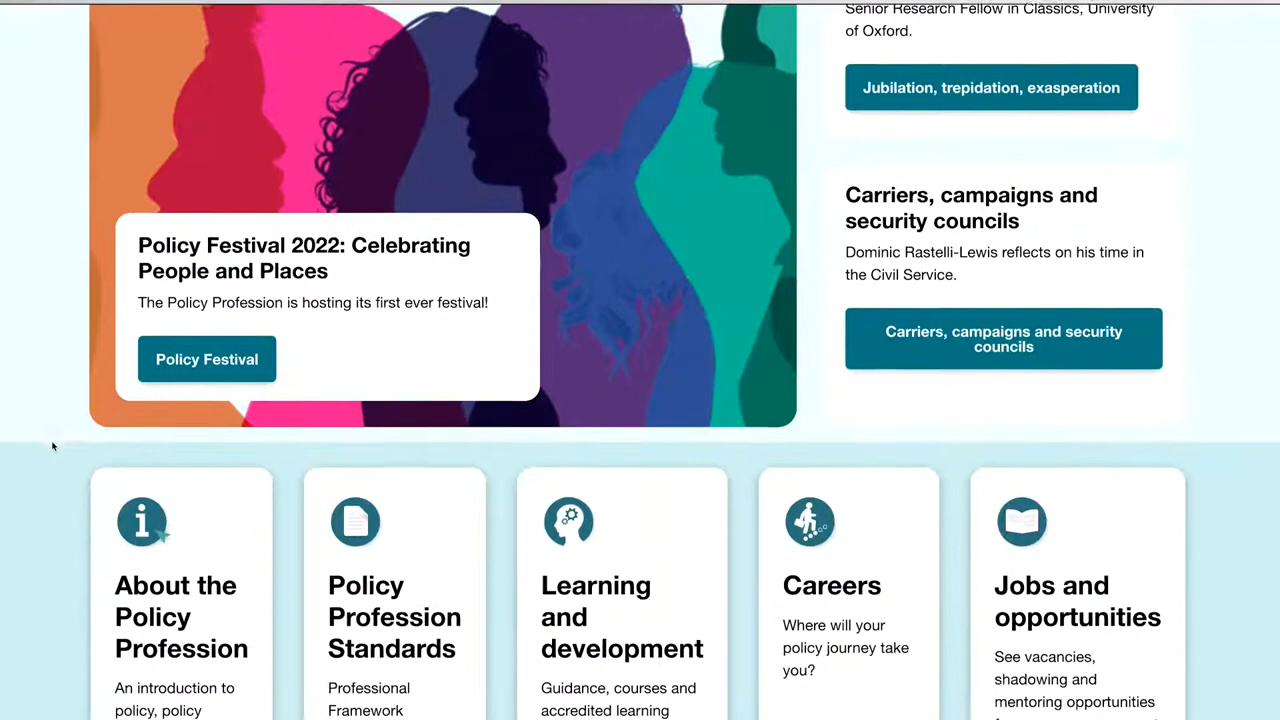 Senior Research Fellow in Classics, University
of Oxford.
Jubilation, trepidation, exasperation
Carriers, campaigns and
security councils
Dominic Rastelli-Lewis reflects on his time in
the Civil Service.
Carriers, campaigns and security
councils
Policy Festival 2022: Celebrating
People and Places
The Policy Profession is hosting its first ever festival!
Policy Festival
About the
Policy
Profession
An introduction to
policy, policy
Policy
Profession
Standards
Professional
Framework
Learning
and
development
Guidance, courses and
accredited learning
Careers
Where will your
policy journey take
you?
Jobs and
opportunities
See vacancies,
shadowing and
mentoring opportunities